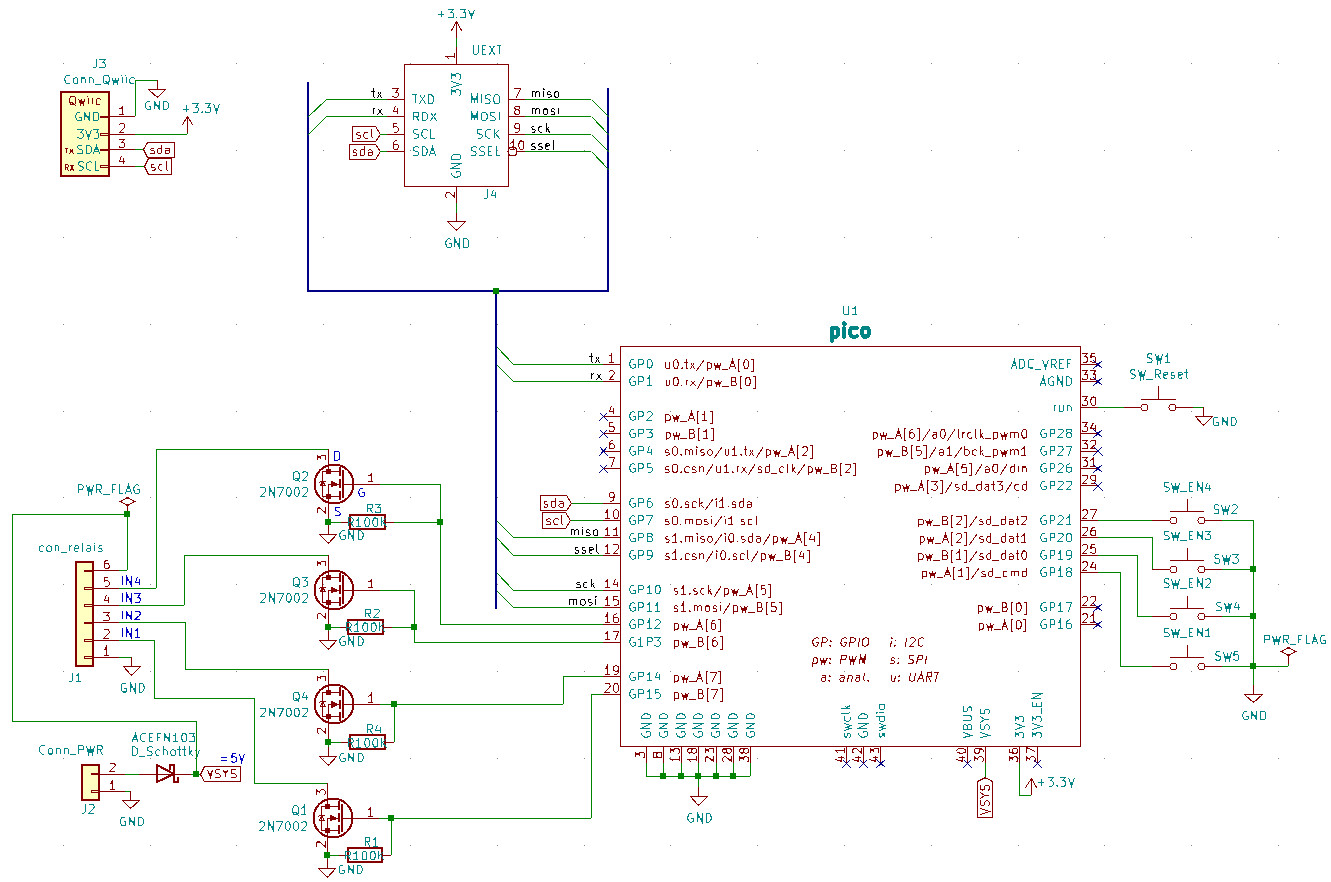 +3.3V
1
UEXT
3V3
tx 3 TXD
rx 4 RDX
scl 5 SCL
sda 6 SDA
MISO 7 miso
MOSI 8 mosi
SCK 9 sck
SSEL 10 ssel
GND
2
J4
GND
J3
Conn_Qwiic
Qwiic
GND 1
3V3 2
TX SDA 3 sda
RX SCL 4 scl
GND
+3.3V
U1
pico
tx 1 GP0 u0.tx/pw_A[0]
rx 2 GP1 u0.rx/pw_B[0]
4 GP2 pw_A[1]
5 GP3 pw_B[1]
6 GP4 s0.miso/u1.tx/pw_A[2]
7 GP5 s0.csn/u1.rx/sd_clk/pw_B[2]
sda 9 GP6 s0.sck/i1.sda
scl 10 GP7 s0.mosi/i1 scl
miso 11 GP8 s1.miso/i0.sda/pw_A[4]
ssel 12 GP9 s1.csn/i0.scl/pw_B[4]
sck 14 GP10 s1.sck/pw_A[5]
mosi 15 GP11 s1.mosi/pw_B[5]
16 GP12 pw_A[6]
17 G1P3 pw_B[6]
19 GP14 pw_A[7]
20 GP15 pw_B[7]
ADC_VREF 35
AGND 33
run 30
pw_A[6]/a0/lrclk_pwm0 GP28 34
pw_B[5]/a1/bck_pwm1 GP27 32
pw_A[5]/a0/din GP26 31
pw_A[3]/sd_dat3/cd GP22 29
pw_B[2]/sd_dat2 GP21 27
pw_A[2]/sd_dat1 GP20 26
pw_B[1]/sd_dat0 GP19 25
pw_A[1]/sd_cmd GP18 24
pw_B[0] GP17 22
pw_A[0] GP16 21
GP: GPIO i: I2C
pw: PWM s: SPI
a: anal. u: UART
GND GND GND GND GND GND GND
3 8 13 18 23 28 38
GND
swclk GND swdia
41 42 43
VBUS VSYS
40 39
VSYS
3V3 3V3_EN
36 37
+3.3V
SW1
SW_Reset
GND
SW_EN4 SW2
SW_EN3 SW3
SW_EN2 SW4
SW_EN1 SW5
PWR_FLAG
GND
PWR_FLAG
con_relais
6
5 IN4
4 IN3
3 IN2
2 IN1
1
J1
GND
Q2
2N7002
3 D
1
G
2 S
R3
R100K
GND
Q3
2N7002
3
1
2
R2
R100K
GND
Q4
2N7002
3
1
2
R4
R100K
GND
Q1
2N7002
3
1
2
R1
R100K
GND
Conn_PWR
2
1
J2
GND
ACEFN103
D_Schottky
=5V
VSYS